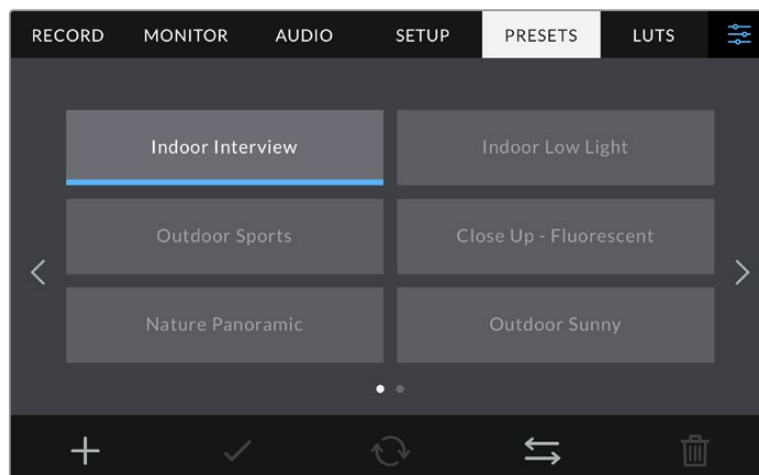 RECORD MONITOR AUDIO SETUP PRESETS LUTS
Indoor Interview Indoor Low Light
Outdoor Sports Close Up - Fluorescent
Nature Panoramic Outdoor Sunny